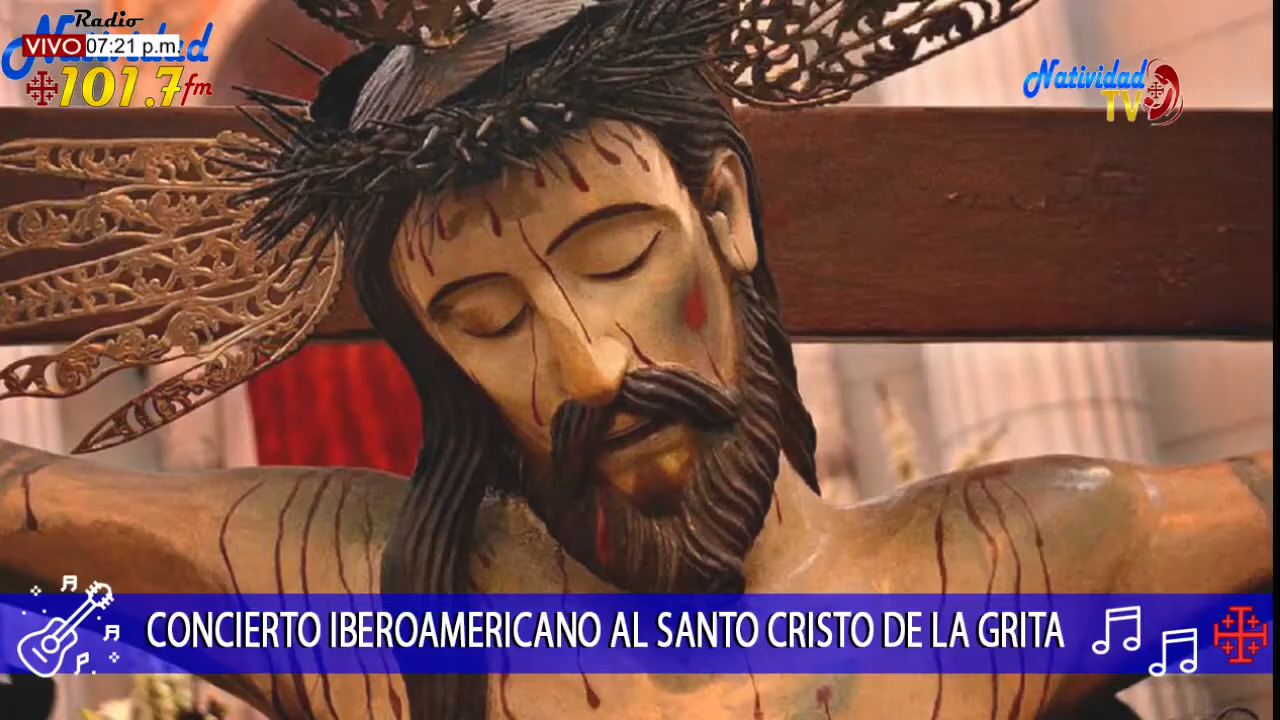 Radio
Natividad
VIVO 07:21 p.m.
101.7 fm
Natividad
TV
CONCIERTO IBEROAMERICANO AL SANTO CRISTO DE LA GRITA